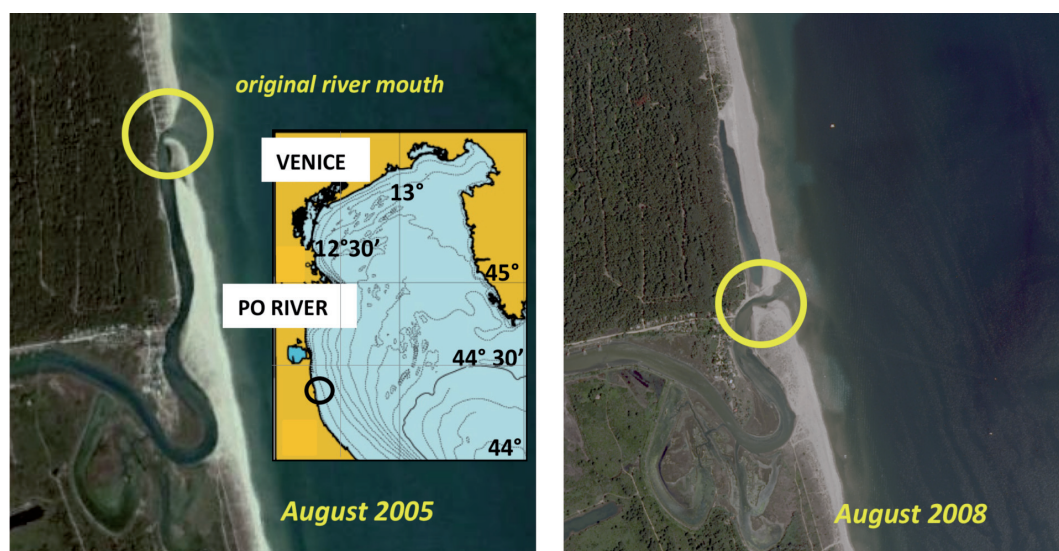 original river mouth
VENICE
13°
12°30’
45°
PO RIVER
44° 30’
44°
August 2005
August 2008